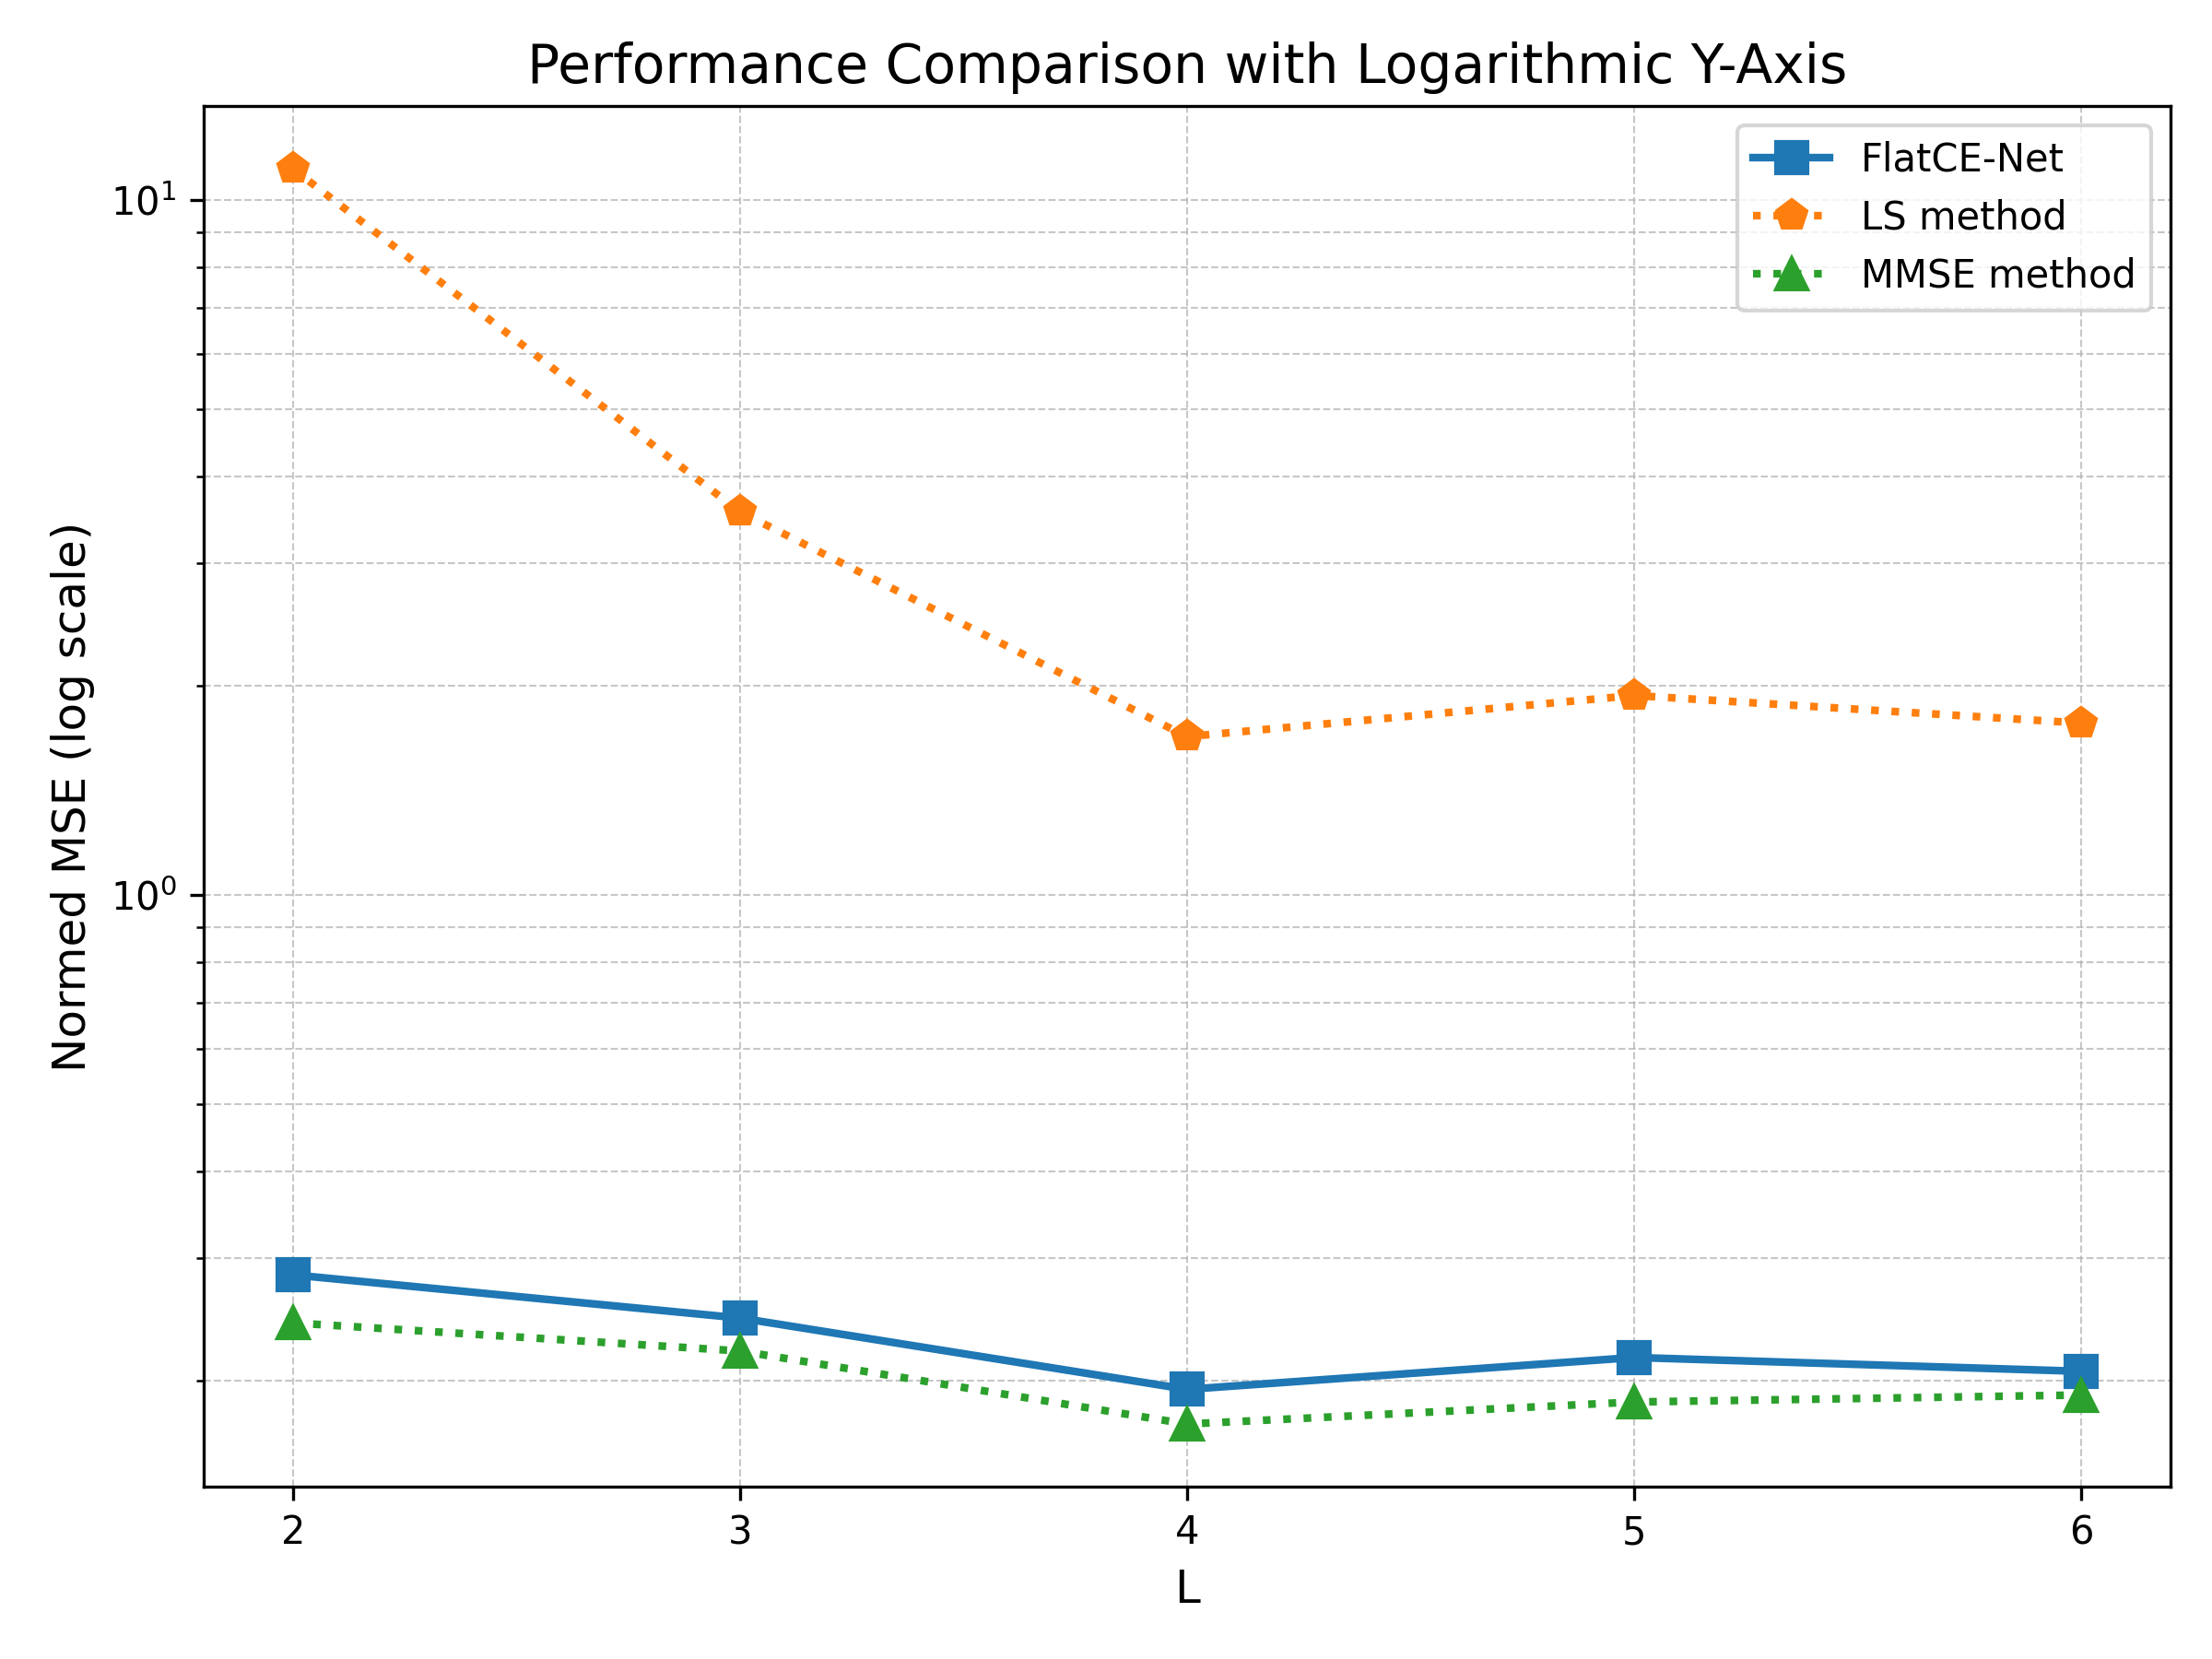 Performance Comparison with Logarithmic Y-Axis
FlatCE-Net
LS method
MMSE method
10¹
10⁰
Normed MSE (log scale)
2 3 4 5 6
L